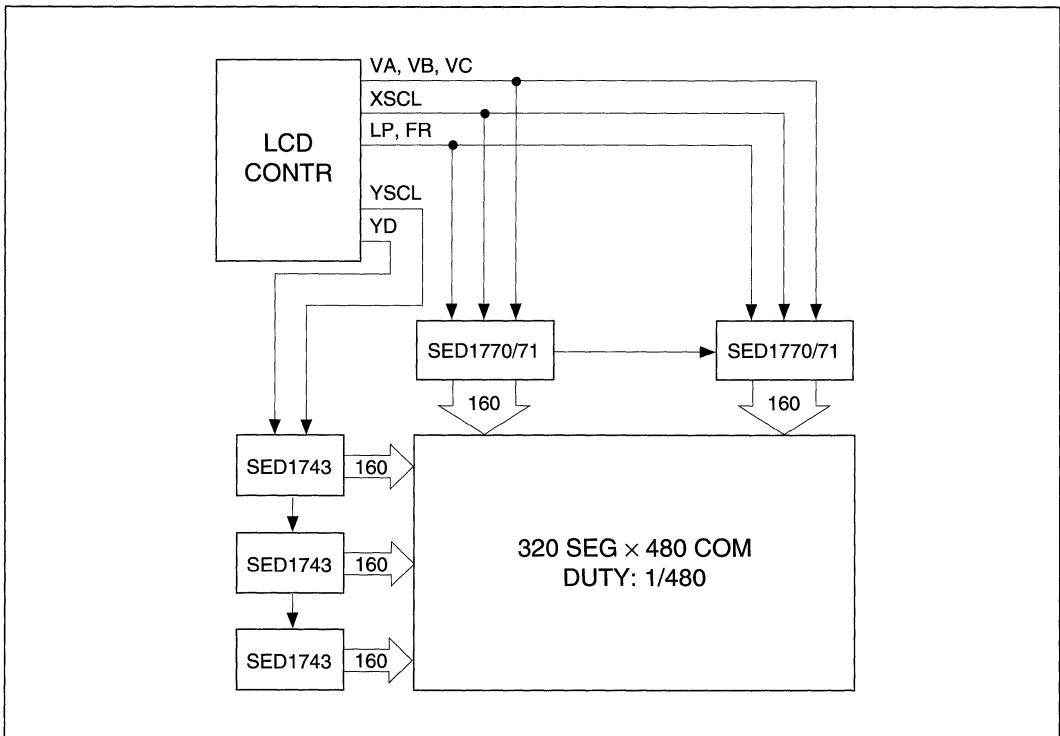 VA, VB, VC
XSCL
LP, FR
LCD
CONTR
YSCL
YD
SED1770/71
SED1770/71
160
160
SED1743
160
SED1743
160
SED1743
160
320 SEG × 480 COM
DUTY: 1/480